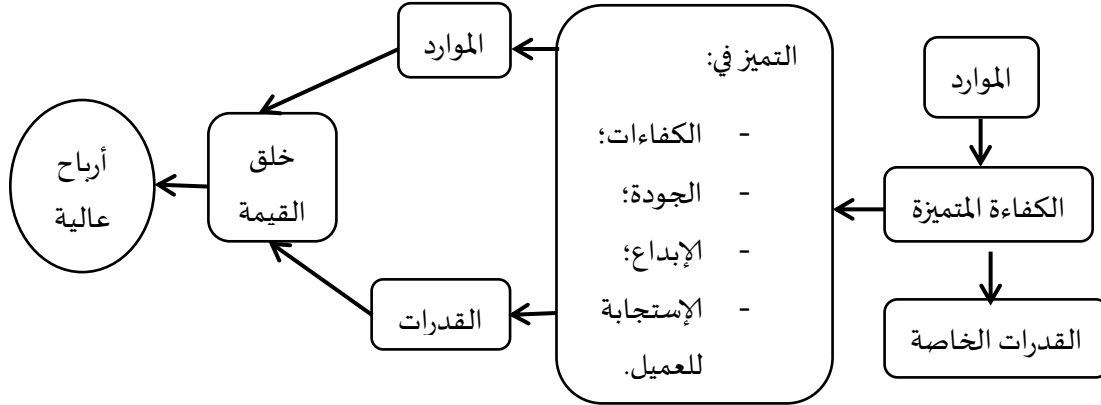 الموارد
الكفاءة المتميزة
القدرات الخاصة
التميز في:
- الكفاءات؛
- الجودة؛
- الإبداع؛
- الإستجابة
للعميل.
الموارد
القدرات
خلق
القيمة
أرباح
عالية